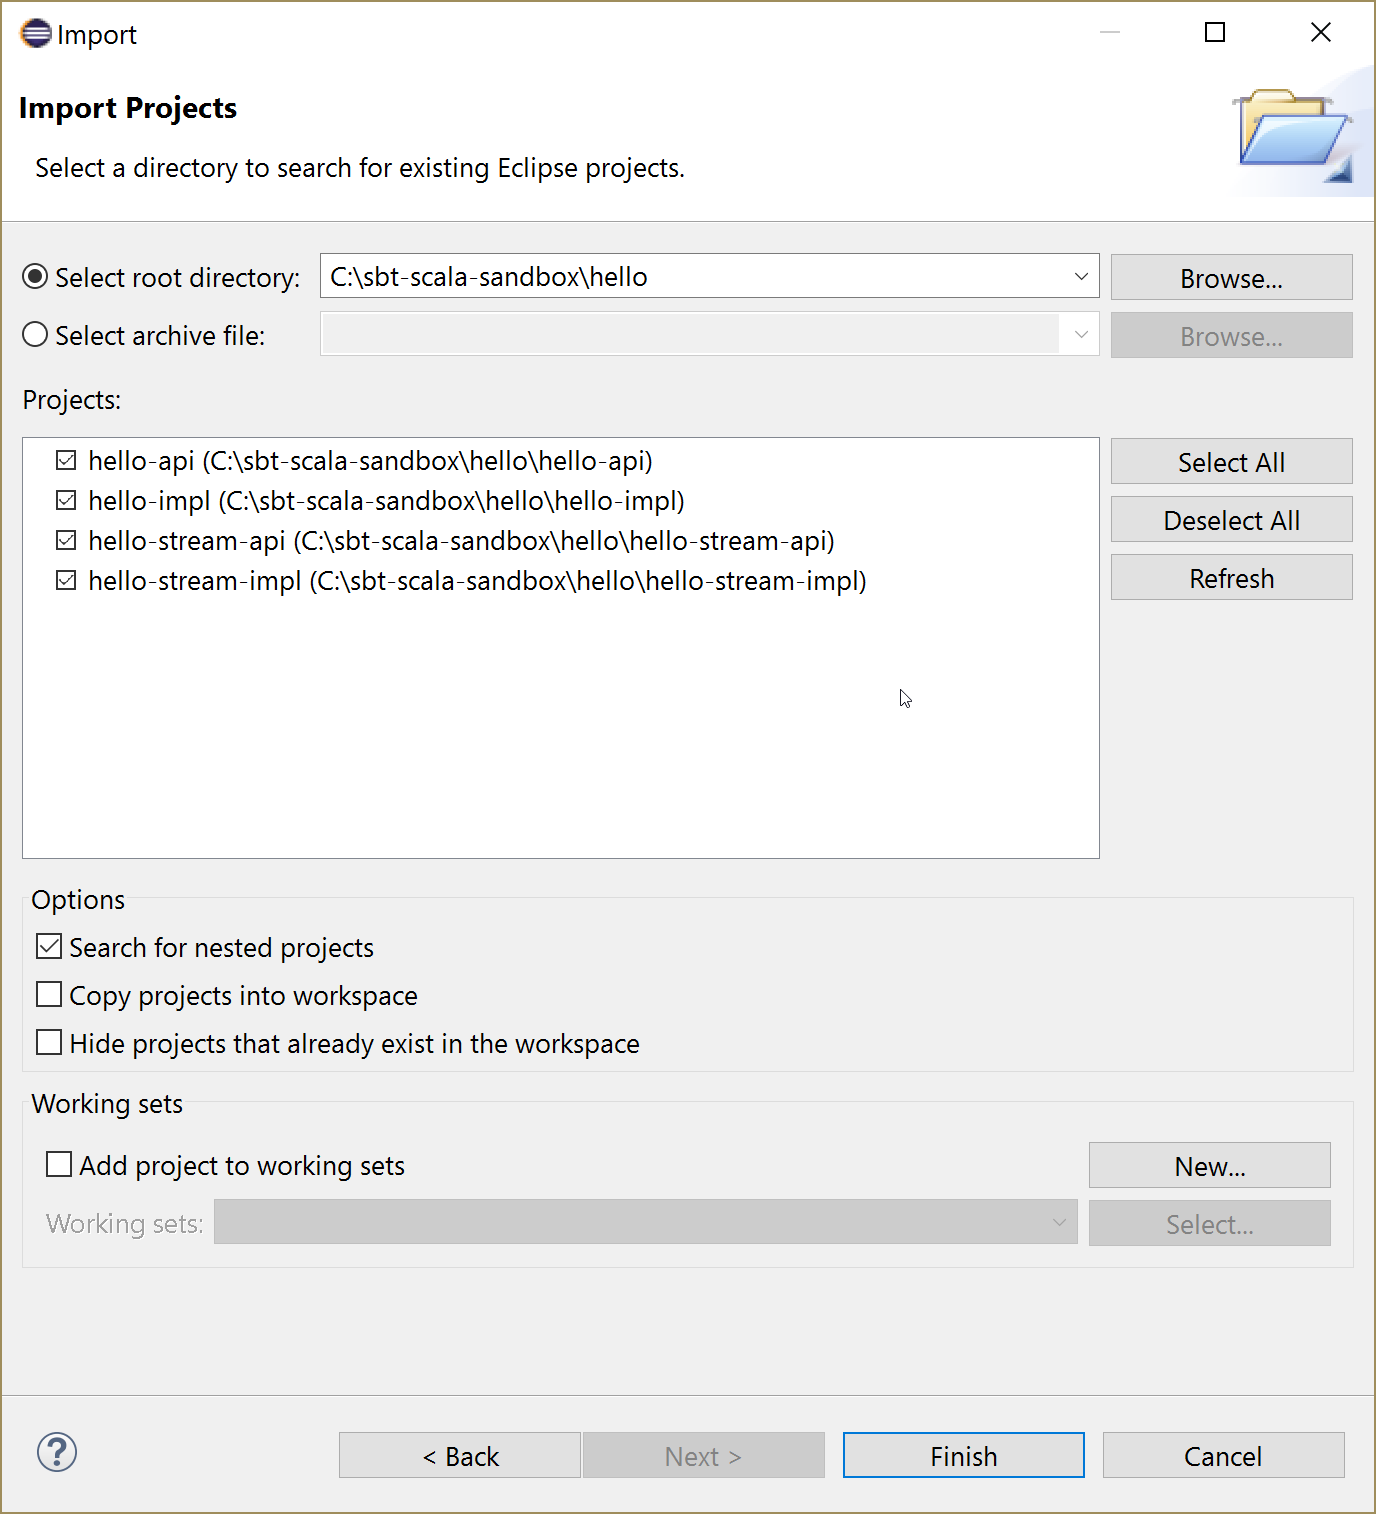 Import
Import Projects
Select a directory to search for existing Eclipse projects.
Select root directory: C:\sbt-scala-sandbox\hello Browse...
Select archive file: Browse...
Projects:
hello-api (C:\sbt-scala-sandbox\hello\hello-api)
hello-impl (C:\sbt-scala-sandbox\hello\hello-impl)
hello-stream-api (C:\sbt-scala-sandbox\hello\hello-stream-api)
hello-stream-impl (C:\sbt-scala-sandbox\hello\hello-stream-impl)
Select All
Deselect All
Refresh
Options
Search for nested projects
Copy projects into workspace
Hide projects that already exist in the workspace
Working sets
Add project to working sets New...
Working sets: Select...
? < Back Next > Finish Cancel